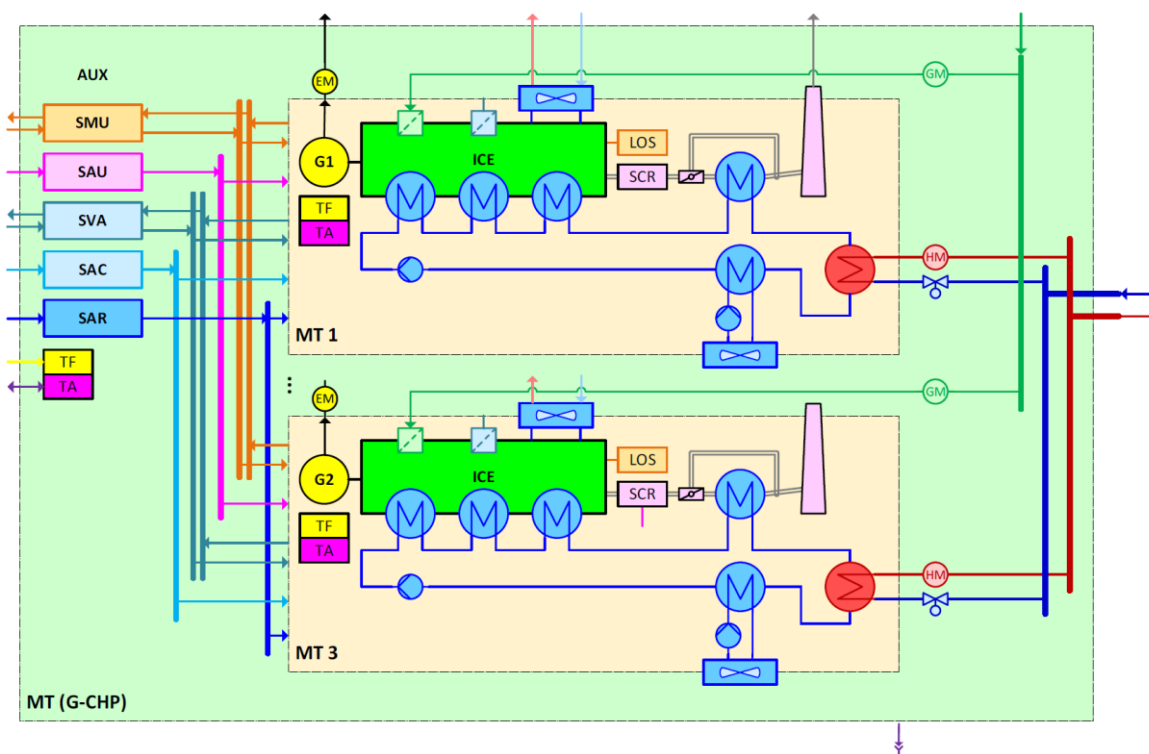 AUX
SMU
SAU
SVA
SAC
SAR
TF
TA
EM
G1
TF
TA
ICE
LOS
SCR
GM
HM
MT 1
...
EM
G2
TF
TA
ICE
LOS
SCR
GM
HM
MT 3
MT (G-CHP)